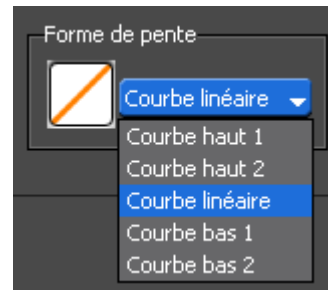 Forme de pente
Courbe linéaire
Courbe haut 1
Courbe haut 2
Courbe linéaire
Courbe bas 1
Courbe bas 2